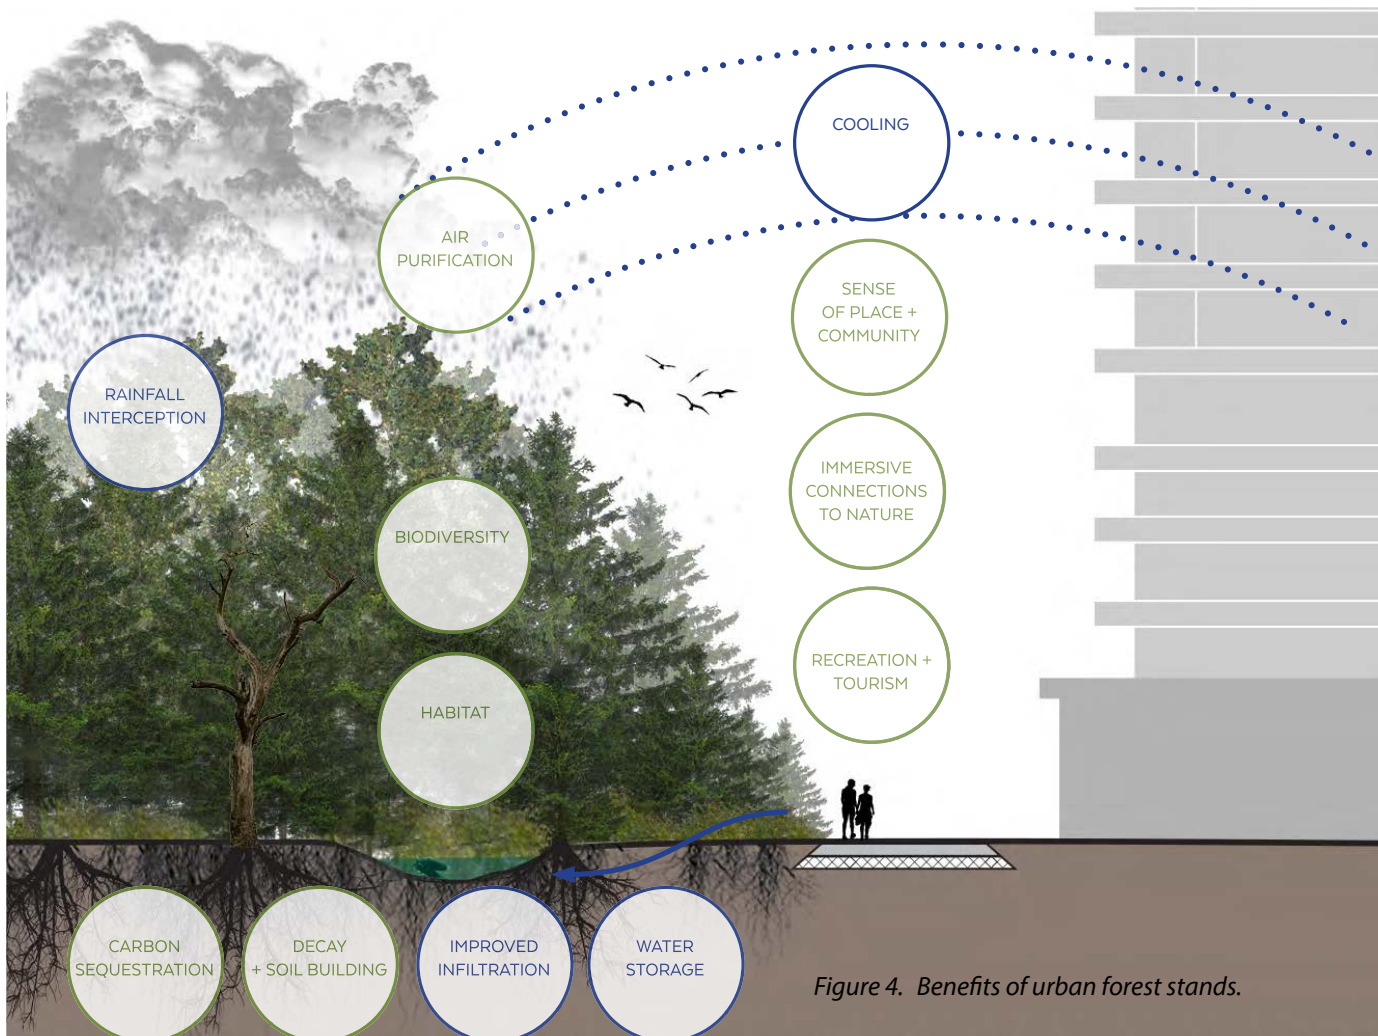 COOLING
AIR
PURIFICATION
SENSE
OF PLACE +
COMMUNITY
RAINFALL
INTERCEPTION
IMMERSIVE
CONNECTIONS
TO NATURE
BIODIVERSITY
RECREATION +
TOURISM
HABITAT
CARBON
SEQUESTRATION
DECAY
+ SOIL BUILDING
IMPROVED
INFILTRATION
WATER
STORAGE
Figure 4. Benefits of urban forest stands.